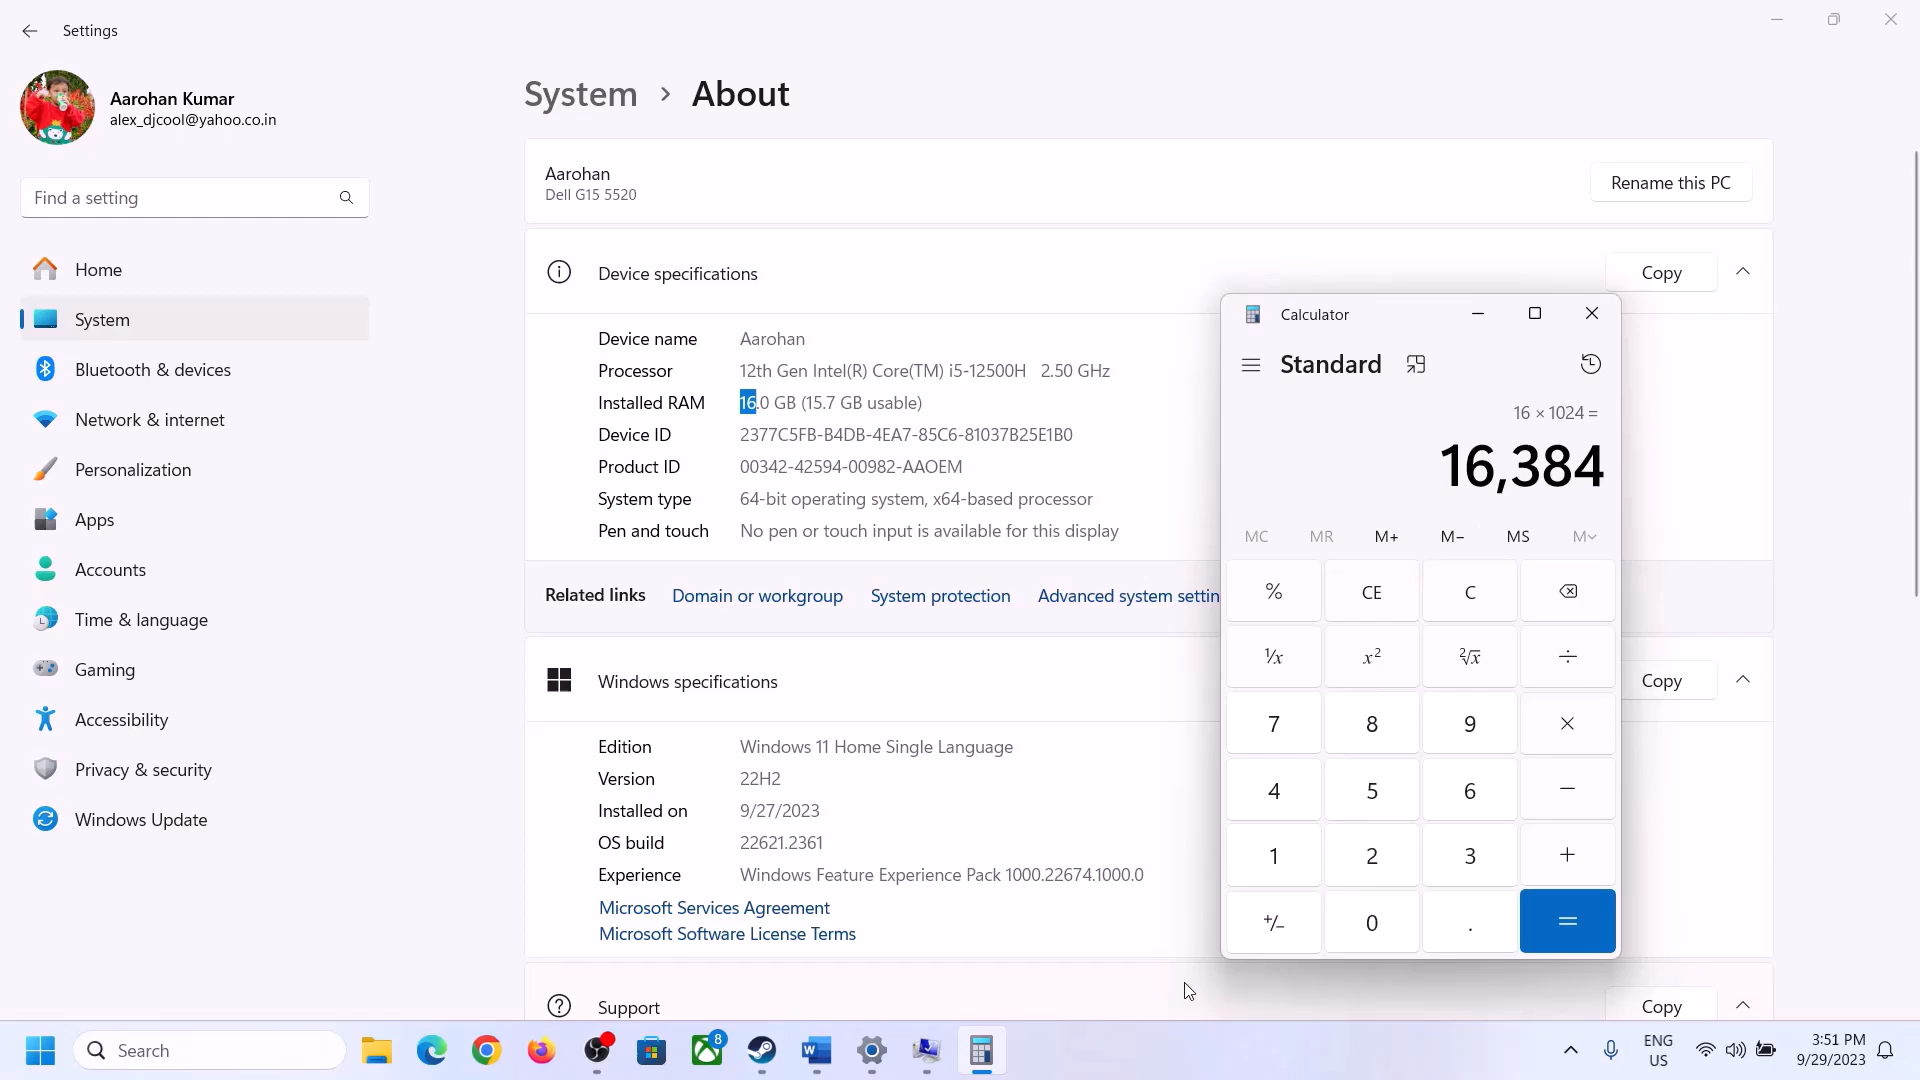 Settings
Aarohan Kumar
alex_djcool@yahoo.co.in
Find a setting
Home
System
Bluetooth & devices
Network & internet
Personalization
Apps
Accounts
Time & language
Gaming
Accessibility
Privacy & security
Windows Update
System > About
Aarohan
Dell G15 5520
Rename this PC
Device specifications
Copy
Device name Aarohan
Processor 12th Gen Intel(R) Core(TM) i5-12500H 2.50 GHz
Installed RAM 16.0 GB (15.7 GB usable)
Device ID 2377C5FB-B4DB-4EA7-85C6-81037B25E1B0
Product ID 00342-42594-00982-AAOEM
System type 64-bit operating system, x64-based processor
Pen and touch No pen or touch input is available for this display
Related links Domain or workgroup System protection Advanced system settin
Windows specifications
Copy
Edition Windows 11 Home Single Language
Version 22H2
Installed on 9/27/2023
OS build 22621.2361
Experience Windows Feature Experience Pack 1000.22674.1000.0
Microsoft Services Agreement
Microsoft Software License Terms
Support
Copy
Calculator
Standard
16 × 1024 =
16,384
MC MR M+ M− MS M
% CE C
1/x x² ²√x ÷
7 8 9 ×
4 5 6 −
1 2 3 +
+/− 0 . =
Search
8
ENG
US
3:51 PM
9/29/2023